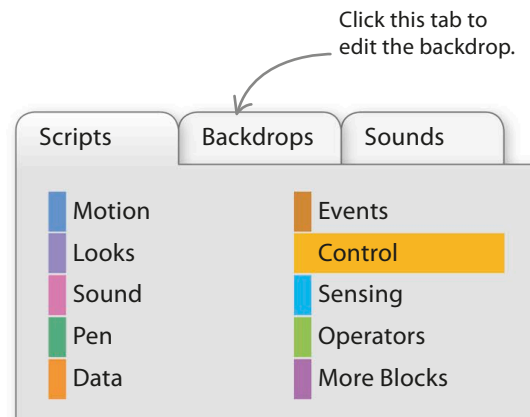 Click this tab to
edit the backdrop.
Scripts
Backdrops
Sounds
Motion
Looks
Sound
Pen
Data
Events
Control
Sensing
Operators
More Blocks